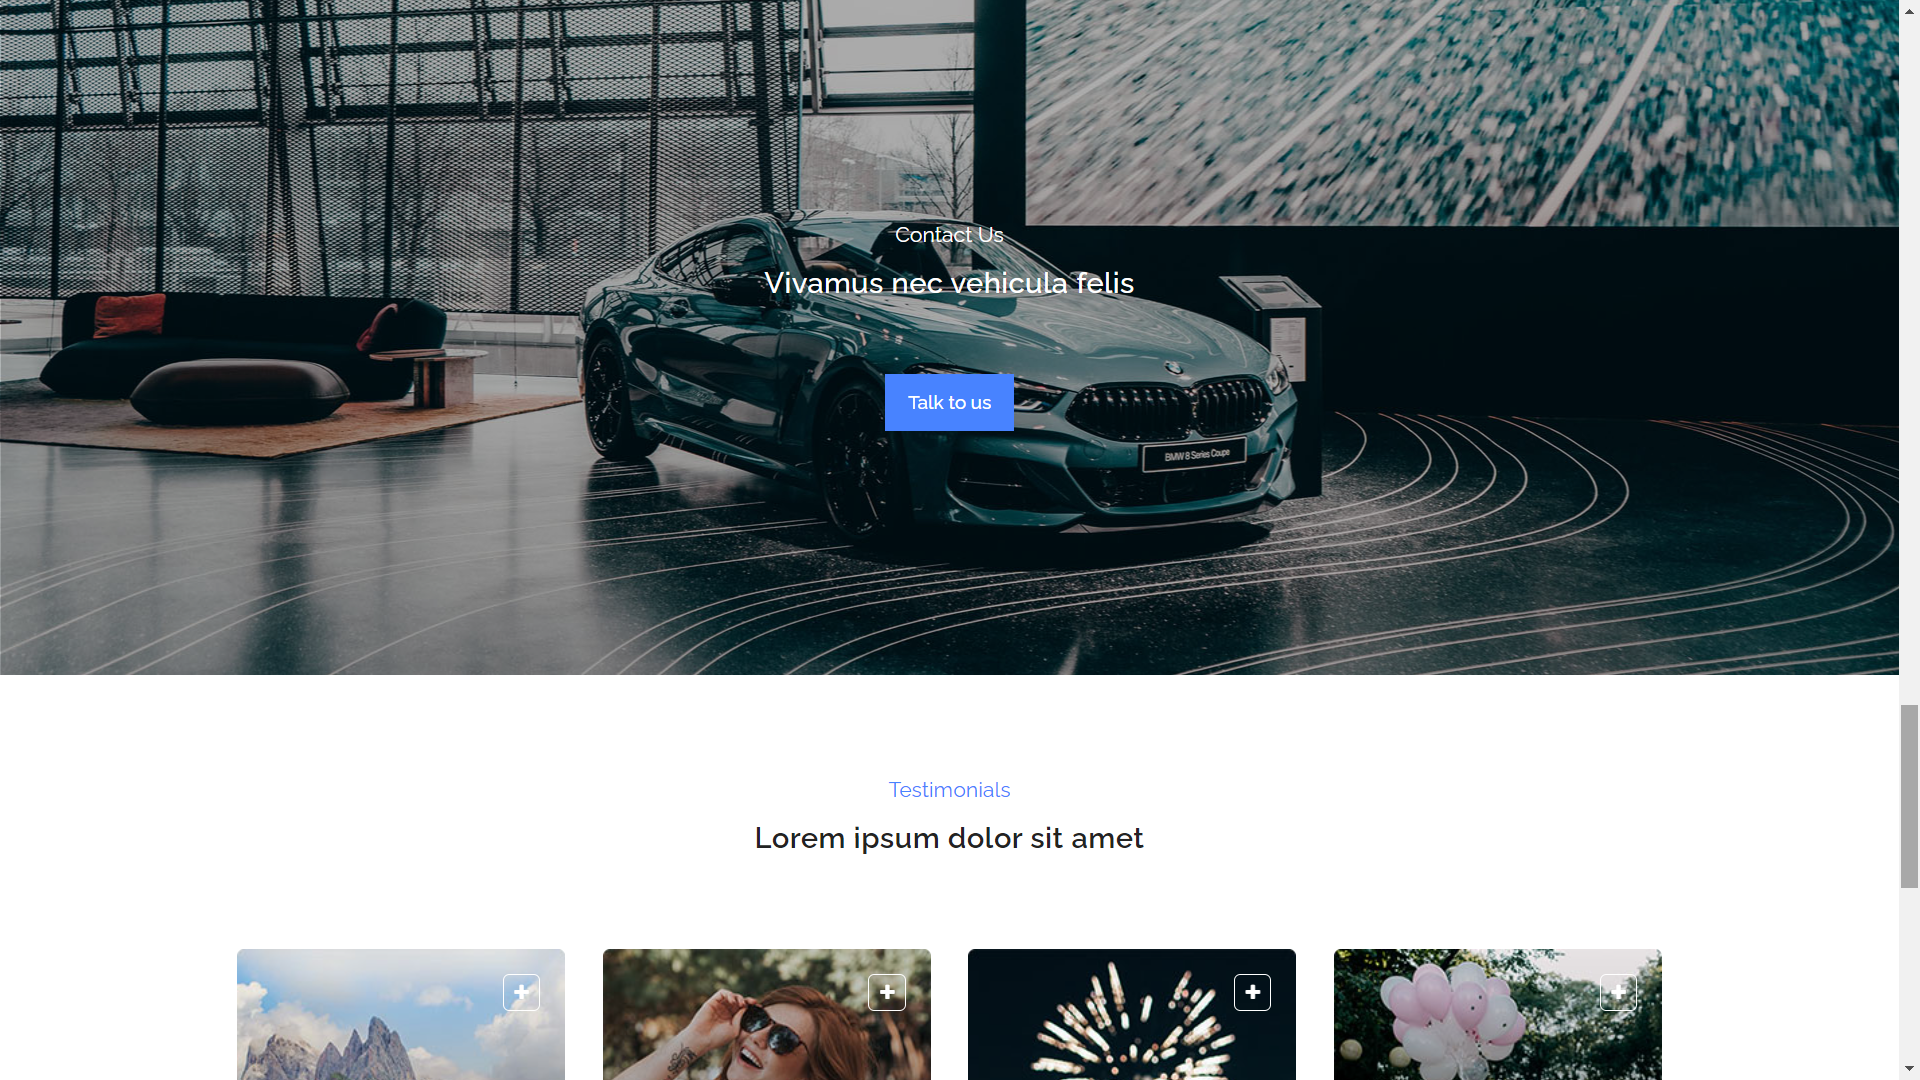 Contact Us
Vivamus nec vehicula felis
Talk to us
BMW 8 Series Coupe
Testimonials
Lorem ipsum dolor sit amet